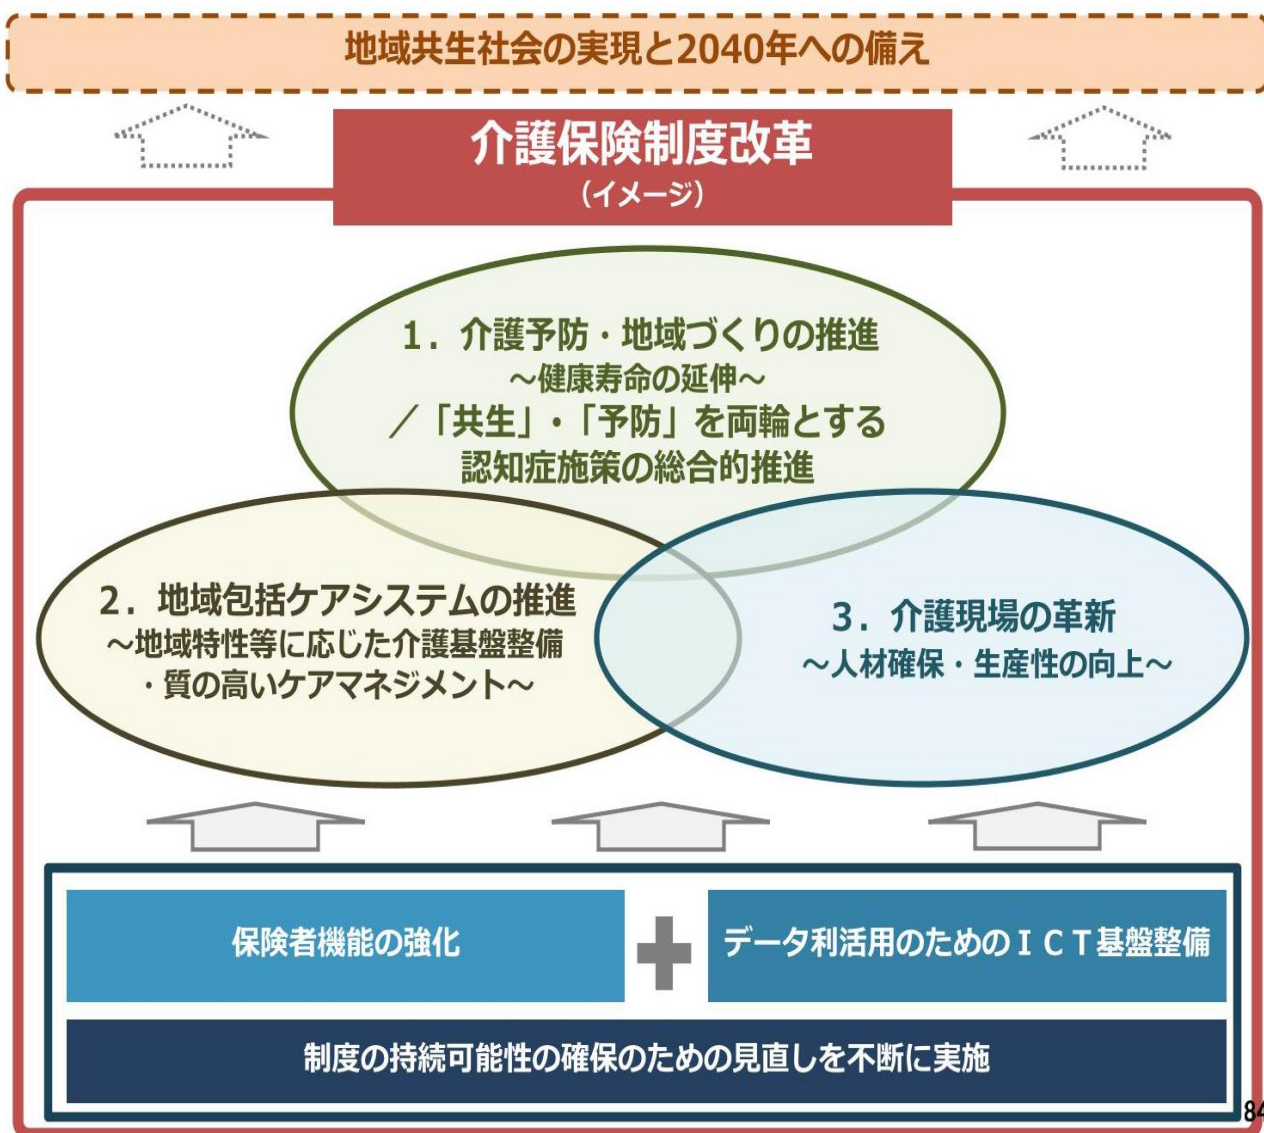 地域共生社会の実現と2040年への備え
介護保険制度改革
（イメージ）
１．介護予防・地域づくりの推進
～健康寿命の延伸～
／「共生」・「予防」を両輪とする
認知症施策の総合的推進
２．地域包括ケアシステムの推進
～地域特性等に応じた介護基盤整備
・質の高いケアマネジメント～
３．介護現場の革新
～人材確保・生産性の向上～
保険者機能の強化
データ利活用のためのＩＣＴ基盤整備
制度の持続可能性の確保のための見直しを不断に実施
84